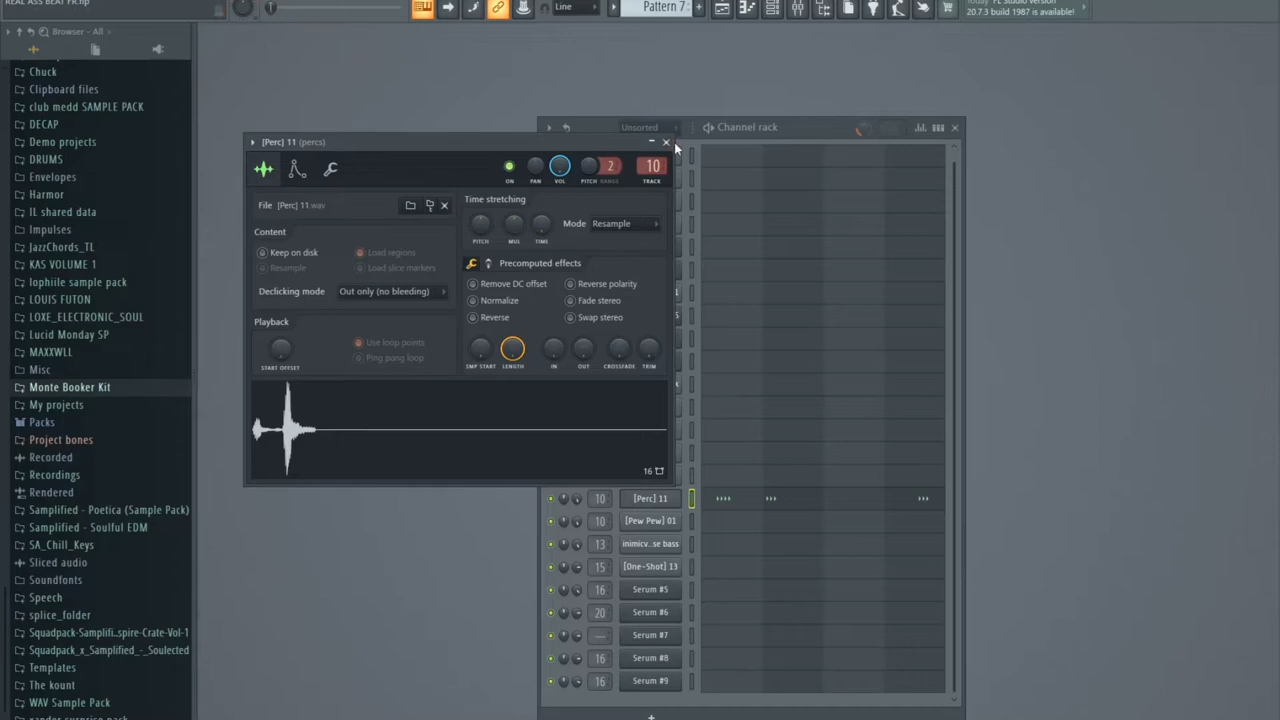 REAL ASS BEAT FR.flp
Line
Pattern 7
+
Today FL Studio version
20.7.3 build 1987 is available!
Browser - All
Chuck
Clipboard files
club medd SAMPLE PACK
DECAP
Demo projects
DRUMS
Envelopes
Harmor
IL shared data
Impulses
JazzChords_TL
KAS VOLUME 1
lophiile sample pack
LOUIS FUTON
LOXE_ELECTRONIC_SOUL
Lucid Monday SP
MAXXWLL
Misc
Monte Booker Kit
My projects
Packs
Project bones
Recorded
Recordings
Rendered
Samplified - Poetica (Sample Pack)
Samplified - Soulful EDM
SA_Chill_Keys
Sliced audio
Soundfonts
Speech
splice_folder
Squadpack-Samplifi..spire-Crate-Vol-1
Squadpack_x_Samplified_-_Soulected
Templates
The kount
WAV Sample Pack
xander surprise pack
[Perc] 11 (percs)
ON
PAN
VOL
PITCH
RANGE
2
10
TRACK
File
[Perc] 11.wav
Content
Keep on disk
Load regions
Resample
Load slice markers
Declicking mode
Out only (no bleeding)
Playback
START OFFSET
Use loop points
Ping pong loop
Time stretching
PITCH
MUL
TIME
Mode
Resample
Precomputed effects
Remove DC offset
Reverse polarity
Normalize
Fade stereo
Reverse
Swap stereo
SMP START
LENGTH
IN
OUT
CROSSFADE
TRIM
16
Unsorted
Channel rack
10 [Perc] 11
10 [Pew Pew] 01
13 inimicv..se bass
15 [One-Shot] 13
16 Serum #5
20 Serum #6
--- Serum #7
16 Serum #8
16 Serum #9
+